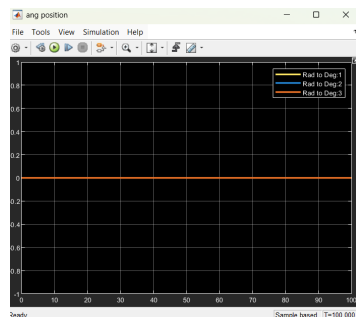 ang position
File Tools View Simulation Help
Rad to Deg:1
Rad to Deg:2
Rad to Deg:3
1
0.8
0.6
0.4
0.2
0
0.2
0.4
0.6
0.8
-1
0 10 20 30 40 50 60 70 80 90 100
Ready Sample based T=100.000